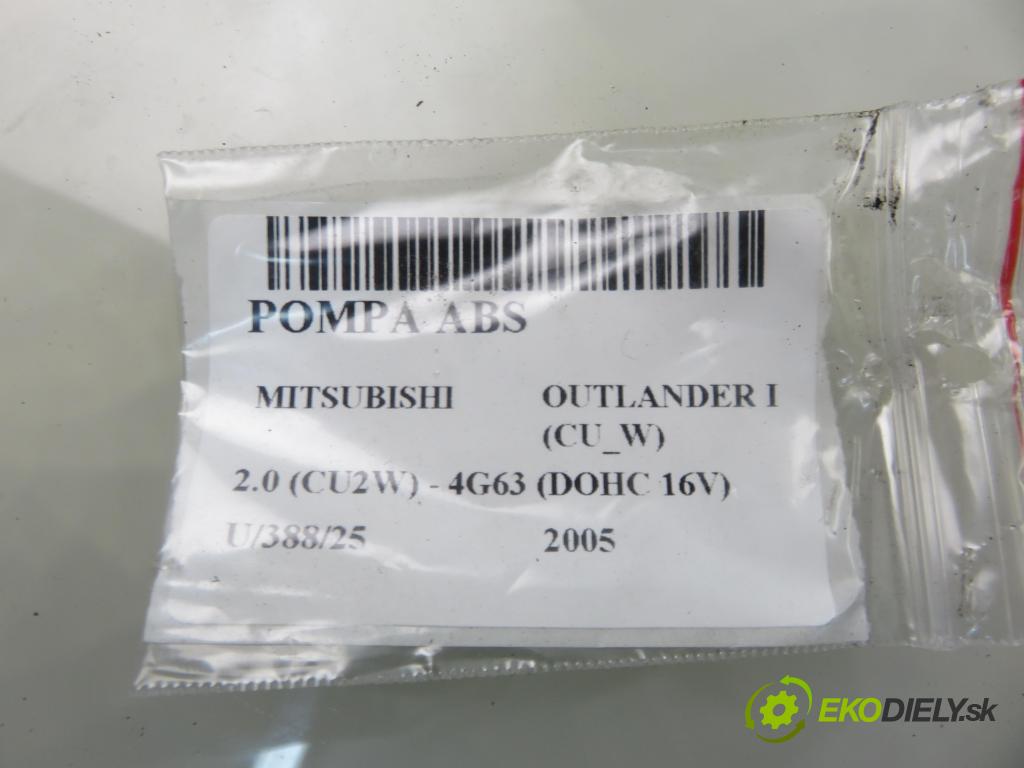 POMPA ABS
MITSUBISHI OUTLANDER I
(CU_W)
2.0 (CU2W) - 4G63 (DOHC 16V)
U/388/25 2005
EKODIELY.sk